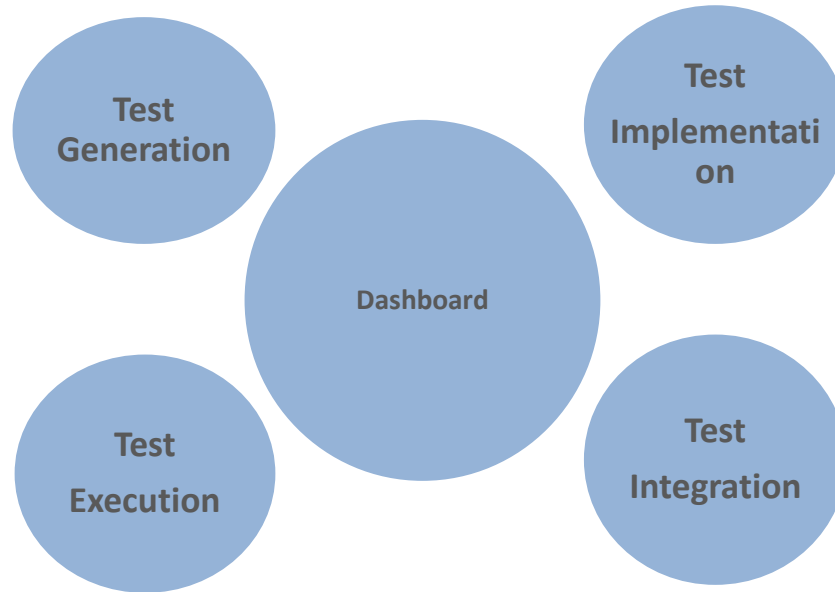 Test
Generation
Test
Implementati
on
Dashboard
Test
Execution
Test
Integration